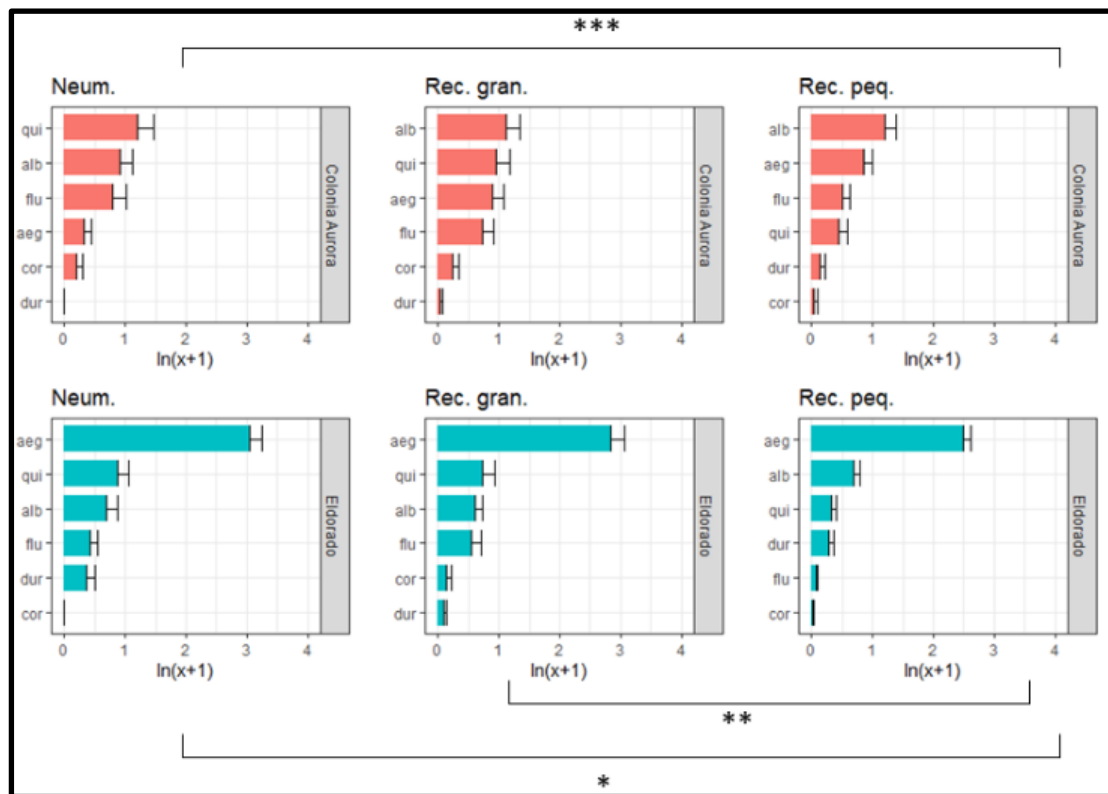 ***
Neum.
qui
alb
flu
aeg
cor
dur
0 1 2 3 4
ln(x+1)
Colonia Aurora
Rec. gran.
alb
qui
aeg
flu
cor
dur
0 1 2 3 4
ln(x+1)
Colonia Aurora
Rec. peq.
alb
aeg
flu
qui
dur
cor
0 1 2 3 4
ln(x+1)
Colonia Aurora
Neum.
aeg
qui
alb
flu
dur
cor
0 1 2 3 4
ln(x+1)
Eldorado
Rec. gran.
aeg
qui
alb
flu
cor
dur
0 1 2 3 4
ln(x+1)
Eldorado
Rec. peq.
aeg
alb
qui
dur
flu
cor
0 1 2 3 4
ln(x+1)
Eldorado
**
*